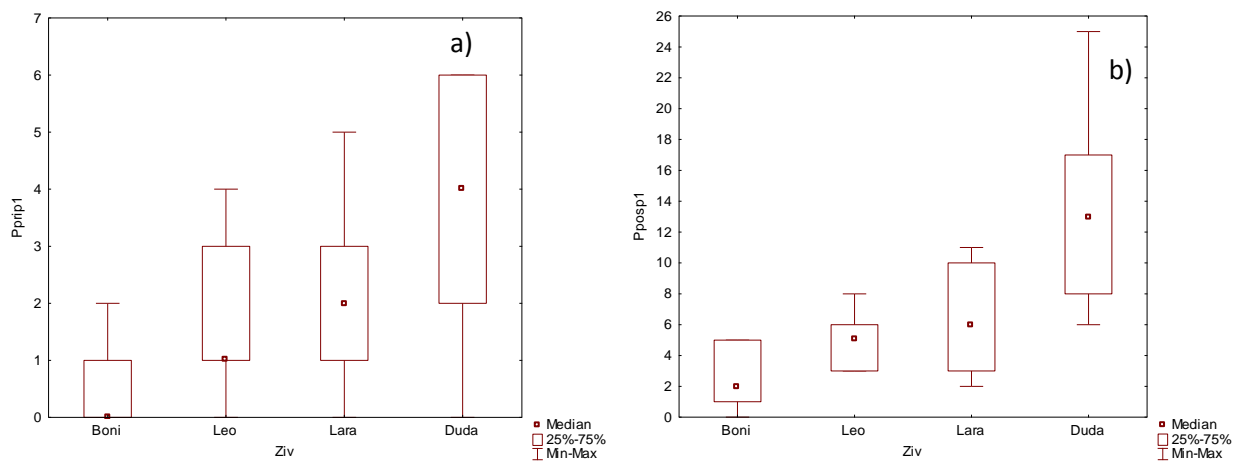 a)
7
6
5
4
3
2
1
0
Pprip1
Boni Leo Lara Duda
Ziv
Median
25%-75%
Min-Max
b)
26
24
22
20
18
16
14
12
10
8
6
4
2
0
Pposp1
Boni Leo Lara Duda
Ziv
Median
25%-75%
Min-Max